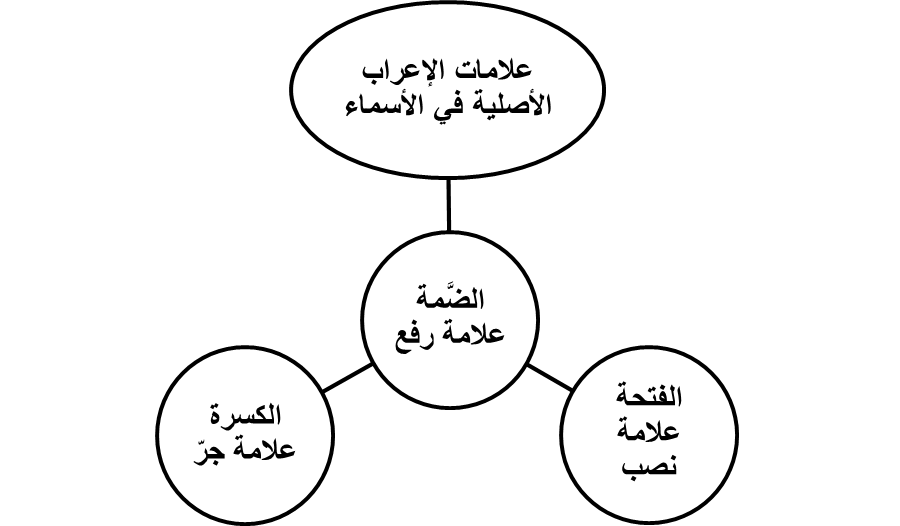 علامات الإعراب
الأصلية في الأسماء
الضَّمة
علامة رفع
الفتحة
علامة
نصب
الكسرة
علامة جرّ